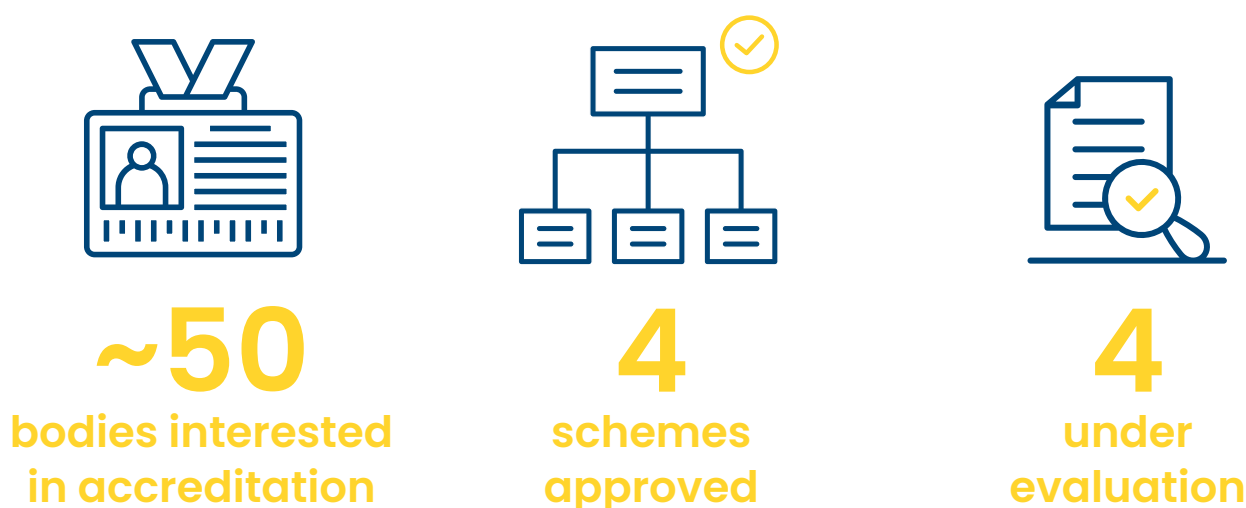 ~50
bodies interested
in accreditation
4
schemes
approved
4
under
evaluation